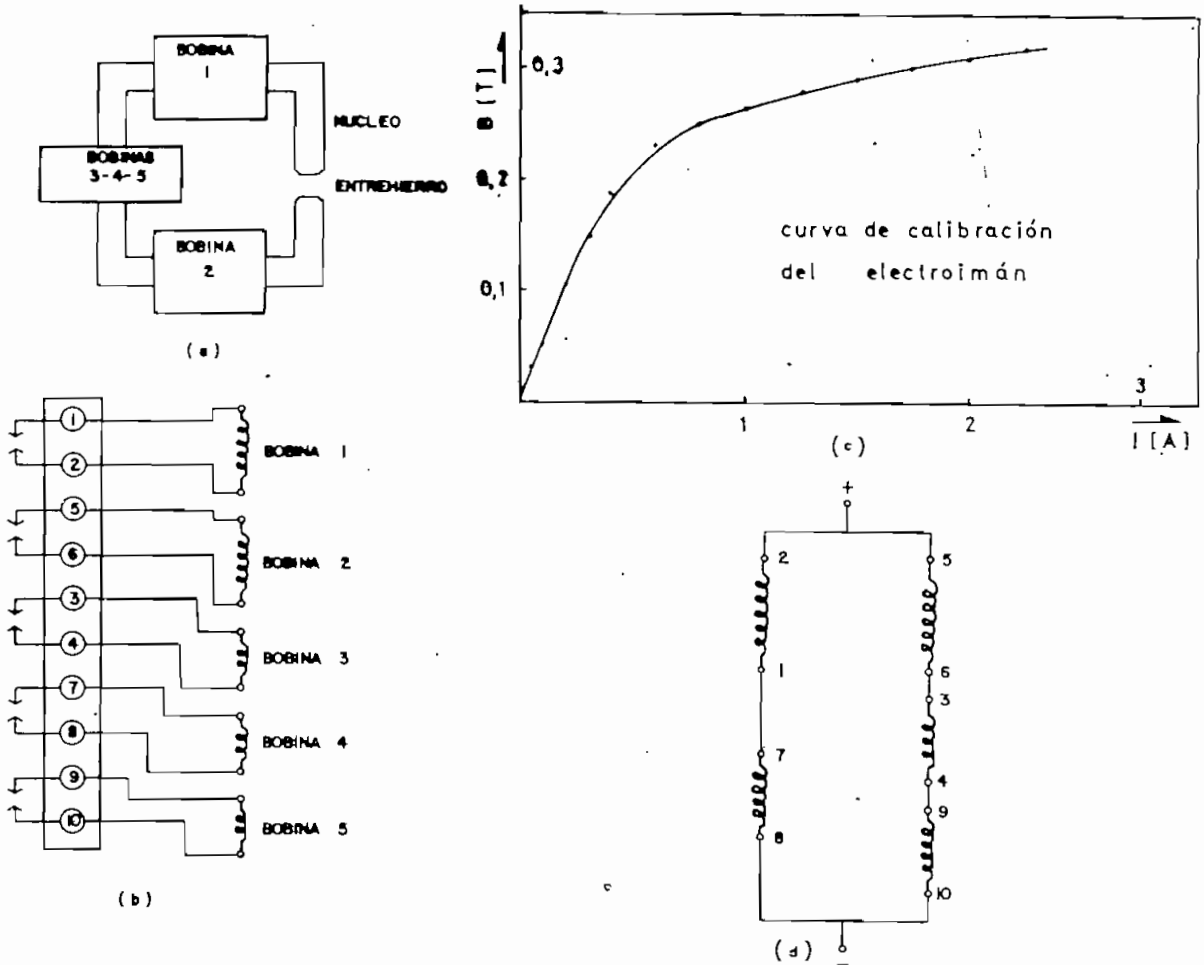 BOBINA
1
NUCLEO
BOBINAS
3-4-5
ENTREHIERRO
BOBINA
2
(a)
B [T]
0,3
0,2
0,1
curva de calibración
del electroimán
1
2
3
I [A]
(c)
1
2
5
6
3
4
7
8
9
10
BOBINA 1
BOBINA 2
BOBINA 3
BOBINA 4
BOBINA 5
(b)
+
2
5
1
6
3
7
4
9
8
10
(d)
−